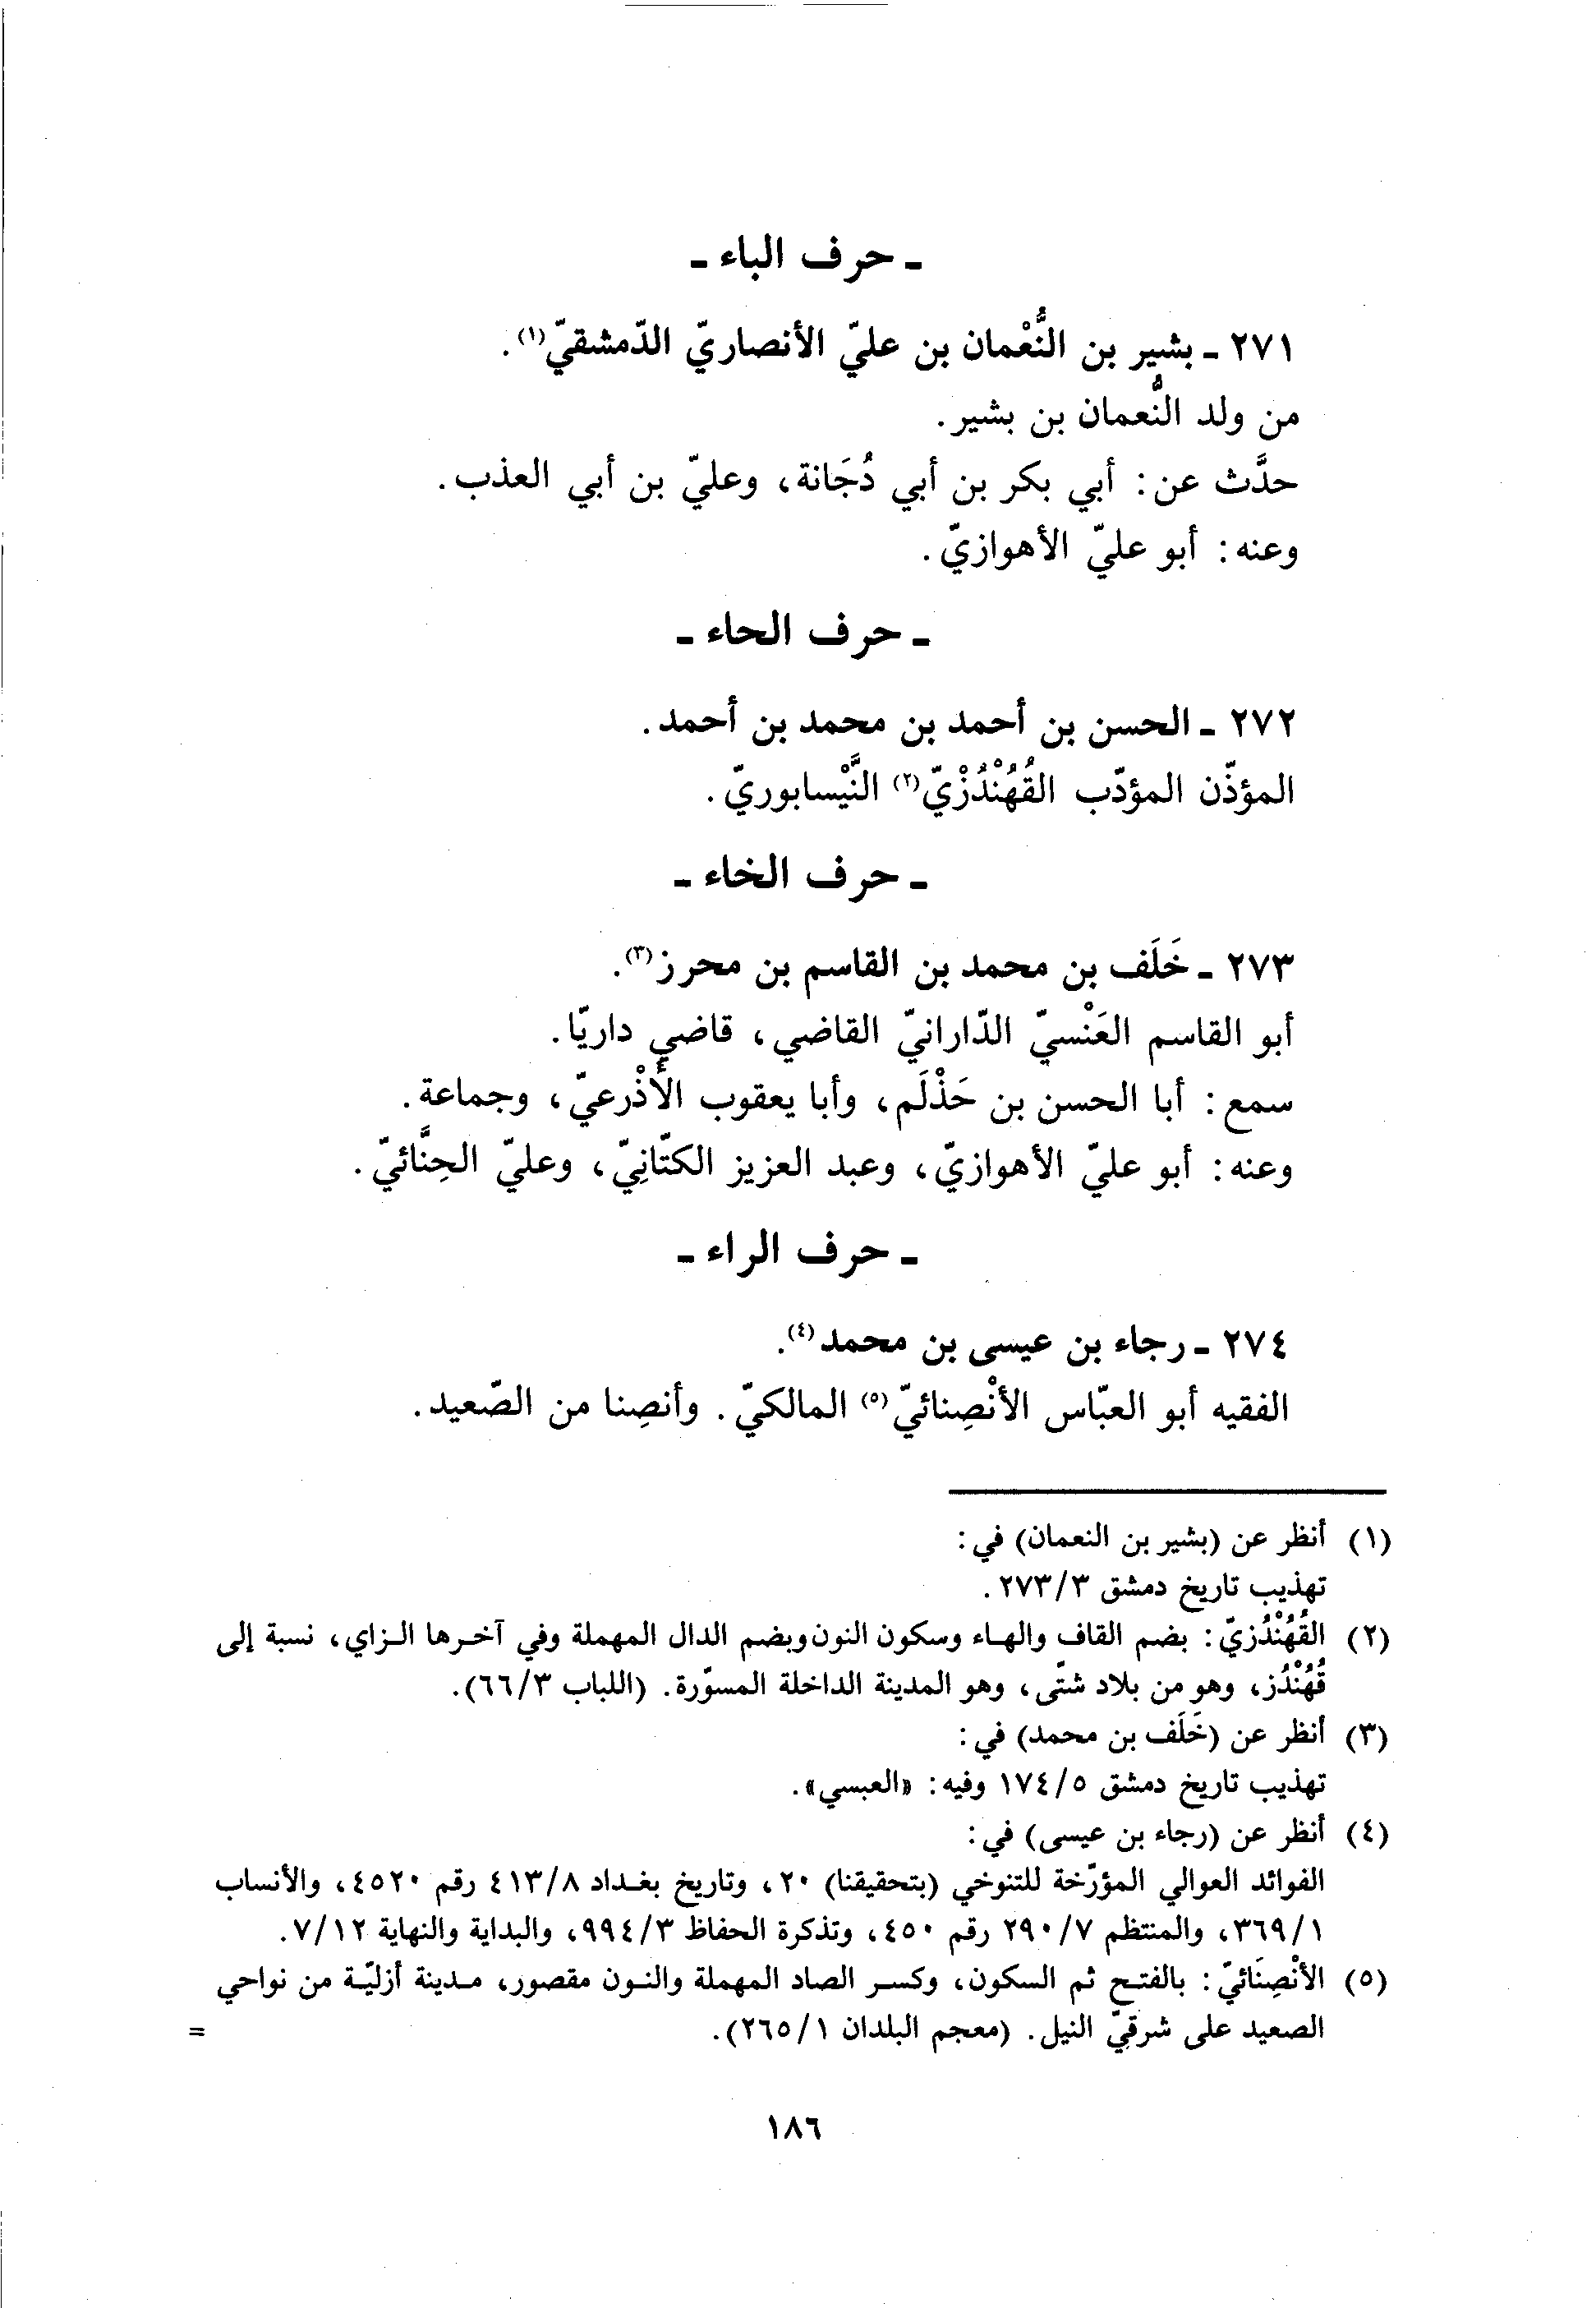 ـ حرف الباء ـ
٢٧١ ـ بشير بن النُّعْمان بن عليّ الأنصاريّ الدّمشقيّ(١).
من ولد النُّعمان بن بشير.
حدَّث عن: أبي بكر بن أبي دُجَانة، وعليّ بن أبي العذب.
وعنه: أبو عليّ الأهوازيّ.
ـ حرف الحاء ـ
٢٧٢ ـ الحسن بن أحمد بن محمد بن أحمد.
المؤذّن المؤدّب القُهُنْدُزْيّ(٢) النَّيْسابوريّ.
ـ حرف الخاء ـ
٢٧٣ ـ خَلَف بن محمد بن القاسم بن محرز(٣).
أبو القاسم العَنْسيّ الدّارانيّ القاضي، قاضي داريّا.
سمع: أبا الحسن بن حَذْلَم، وأبا يعقوب الأَذْرعيّ، وجماعة.
وعنه: أبو عليّ الأهوازيّ، وعبد العزيز الكتّانِيّ، وعليّ الحِنَّائيّ.
ـ حرف الراء ـ
٢٧٤ ـ رجاء بن عيسى بن محمد(٤).
الفقيه أبو العبّاس الأنْصِنائيّ(٥) المالكيّ. وأنصِنا من الصّعيد.
(١) أنظر عن (بشير بن النعمان) في:
تهذيب تاريخ دمشق ٢٧٣/٣.
(٢) القُهُنْدُزيّ: بضم القاف والهاء وسكون النون وبضم الدال المهملة وفي آخرها الزاي، نسبة إلى
قُهُنْدُز، وهو من بلاد شتّى، وهو المدينة الداخلة المسوّرة. (اللباب ٦٦/٣).
(٣) أنظر عن (خَلَف بن محمد) في:
تهذيب تاريخ دمشق ١٧٤/٥ وفيه: «العبسي».
(٤) أنظر عن (رجاء بن عيسى) في:
الفوائد العوالي المؤرّخة للتنوخي (بتحقيقنا) ٢٠، وتاريخ بغداد ٤١٣/٨ رقم ٤٥٢٠، والأنساب
٣٦٩/١، والمنتظم ٢٩٠/٧ رقم ٤٥٠، وتذكرة الحفاظ ٩٩٤/٣، والبداية والنهاية ٧/١٢.
(٥) الأنْصِنَائيّ: بالفتح ثم السكون، وكسر الصاد المهملة والنون مقصور، مدينة أزليّة من نواحي
الصعيد على شرقيّ النيل. (معجم البلدان ٢٦٥/١). =
١٨٦